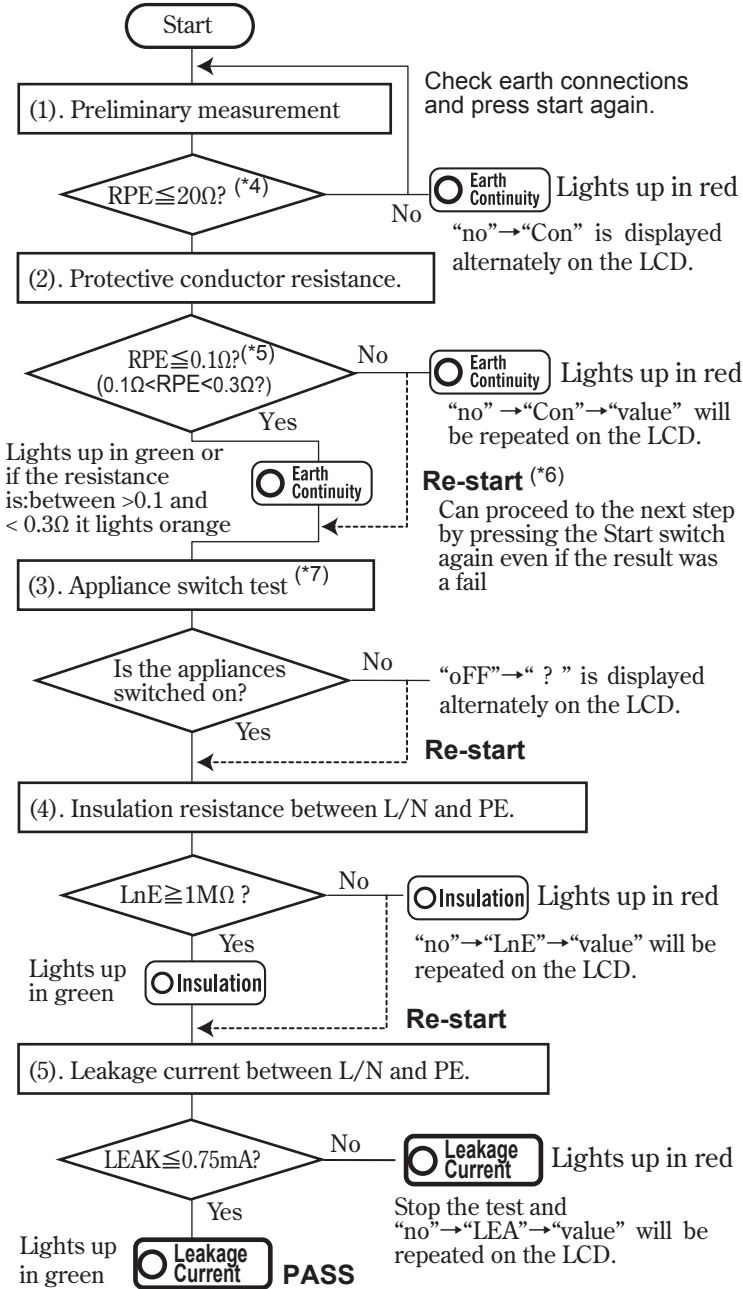 Start
Check earth connections
and press start again.
(1). Preliminary measurement
RPE≦20Ω? (*4)
No
Earth
Continuity
Lights up in red
“no”→“Con” is displayed
alternately on the LCD.
(2). Protective conductor resistance.
RPE≦0.1Ω?(*5)
(0.1Ω<RPE<0.3Ω?)
No
Earth
Continuity
Lights up in red
“no” →“Con”→“value” will
be repeated on the LCD.
Yes
Lights up in green or
if the resistance
is:between >0.1 and
< 0.3Ω it lights orange
Earth
Continuity
Re-start (*6)
Can proceed to the next step
by pressing the Start switch
again even if the result was
a fail
(3). Appliance switch test (*7)
Is the appliances
switched on?
No
“oFF”→“ ? ” is displayed
alternately on the LCD.
Yes
Re-start
(4). Insulation resistance between L/N and PE.
LnE≧1MΩ ?
No
Insulation
Lights up in red
“no”→“LnE”→“value” will be
repeated on the LCD.
Yes
Lights up
in green
Insulation
Re-start
(5). Leakage current between L/N and PE.
LEAK≦0.75mA?
No
Leakage
Current
Lights up in red
Stop the test and
“no”→“LEA”→“value” will be
repeated on the LCD.
Yes
Lights up
in green
Leakage
Current
PASS